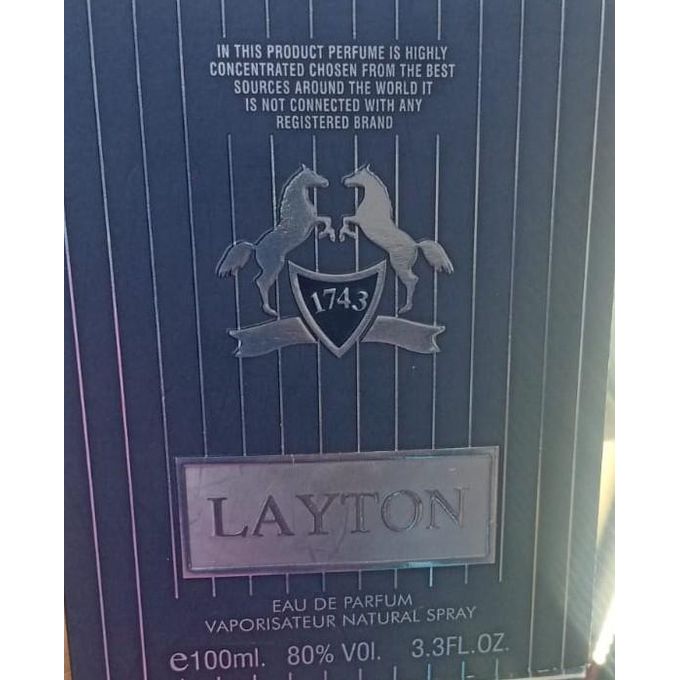 IN THIS PRODUCT PERFUME IS HIGHLY
CONCENTRATED CHOSEN FROM THE BEST
SOURCES AROUND THE WORLD IT
IS NOT CONNECTED WITH ANY
REGISTERED BRAND
1743
LAYTON
EAU DE PARFUM
VAPORISATEUR NATURAL SPRAY
e100ml. 80% VOl. 3.3FL.OZ.